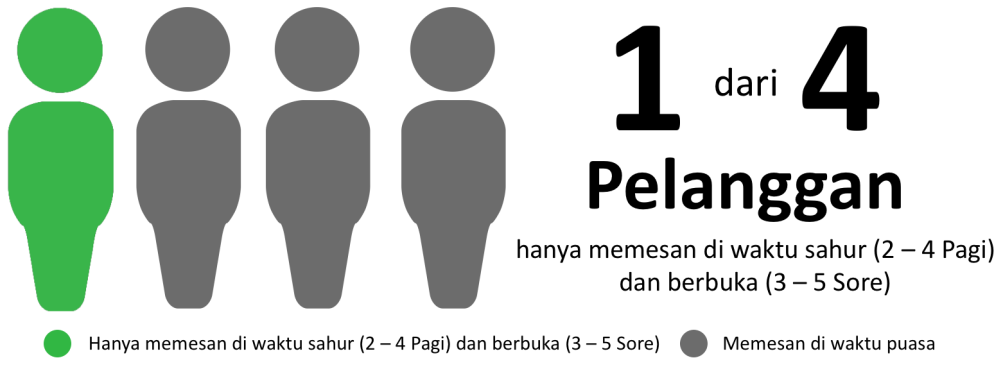 1 dari 4
Pelanggan
hanya memesan di waktu sahur (2 – 4 Pagi)
dan berbuka (3 – 5 Sore)
Hanya memesan di waktu sahur (2 – 4 Pagi) dan berbuka (3 – 5 Sore)
Memesan di waktu puasa